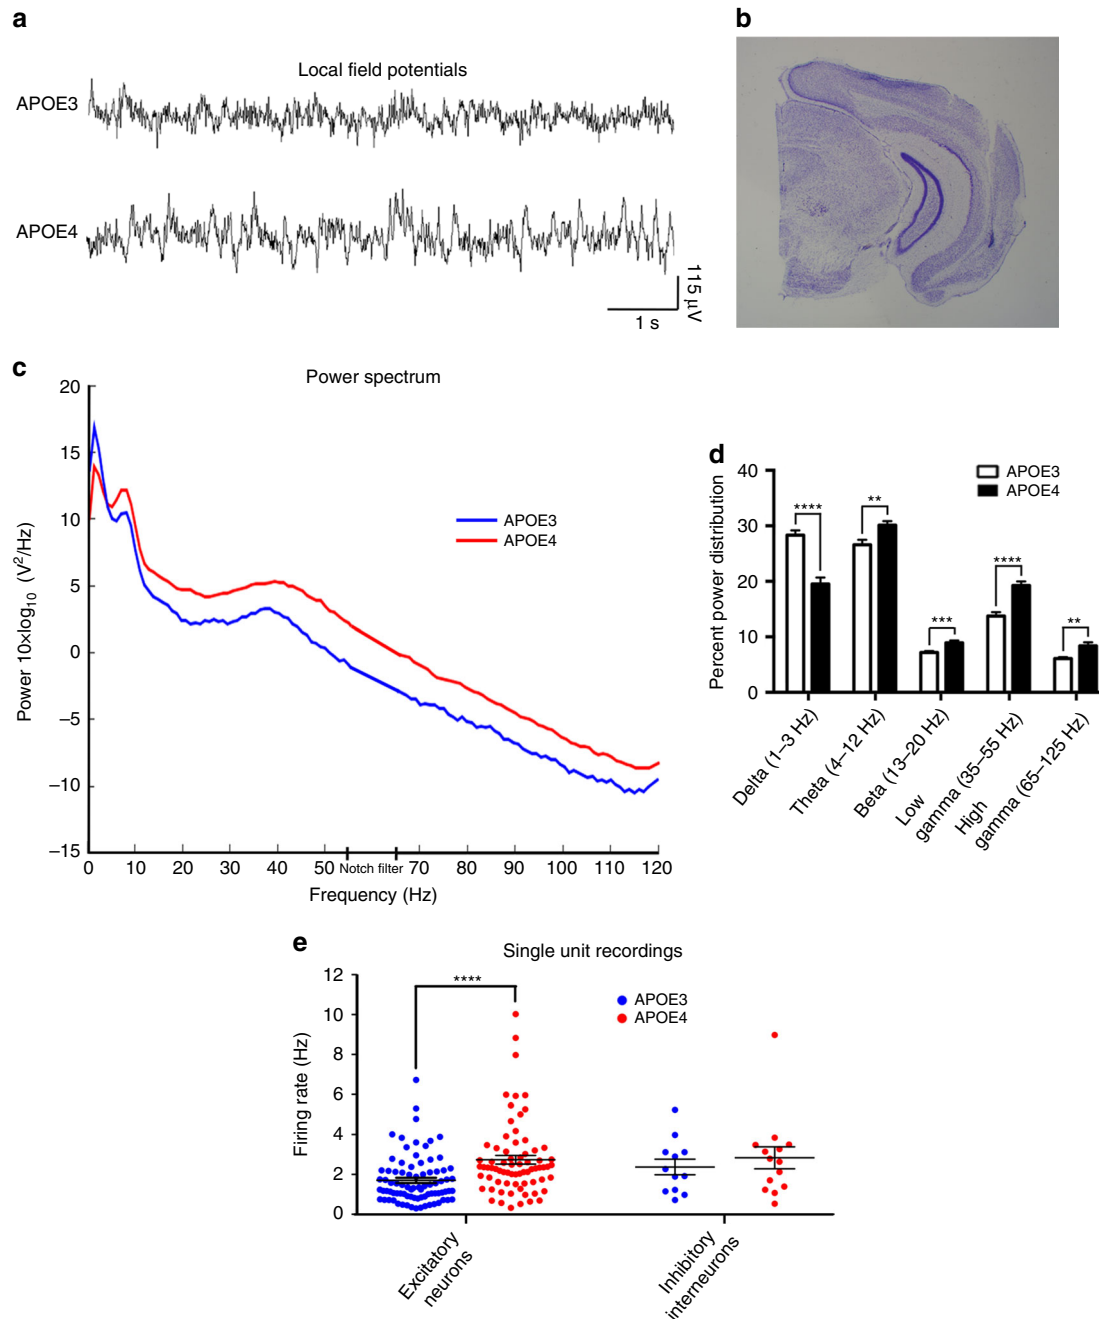 a
Local field potentials
APOE3
APOE4
115 µV
1 s
b
c
Power spectrum
Power 10xlog10 (V2/Hz)
20
15
10
5
0
−5
−10
−15
APOE3
APOE4
0 10 20 30 40 50 Notch filter 70 80 90 100 110 120
Frequency (Hz)
d
Percent power distribution
40
30
20
10
0
APOE3
APOE4
****
**
***
****
**
Delta (1–3 Hz)
Theta (4–12 Hz)
Beta (13–20 Hz)
Low
gamma (35–55 Hz)
High
gamma (65–125 Hz)
e
Single unit recordings
Firing rate (Hz)
12
10
8
6
4
2
0
****
APOE3
APOE4
Excitatory
neurons
Inhibitory
interneurons